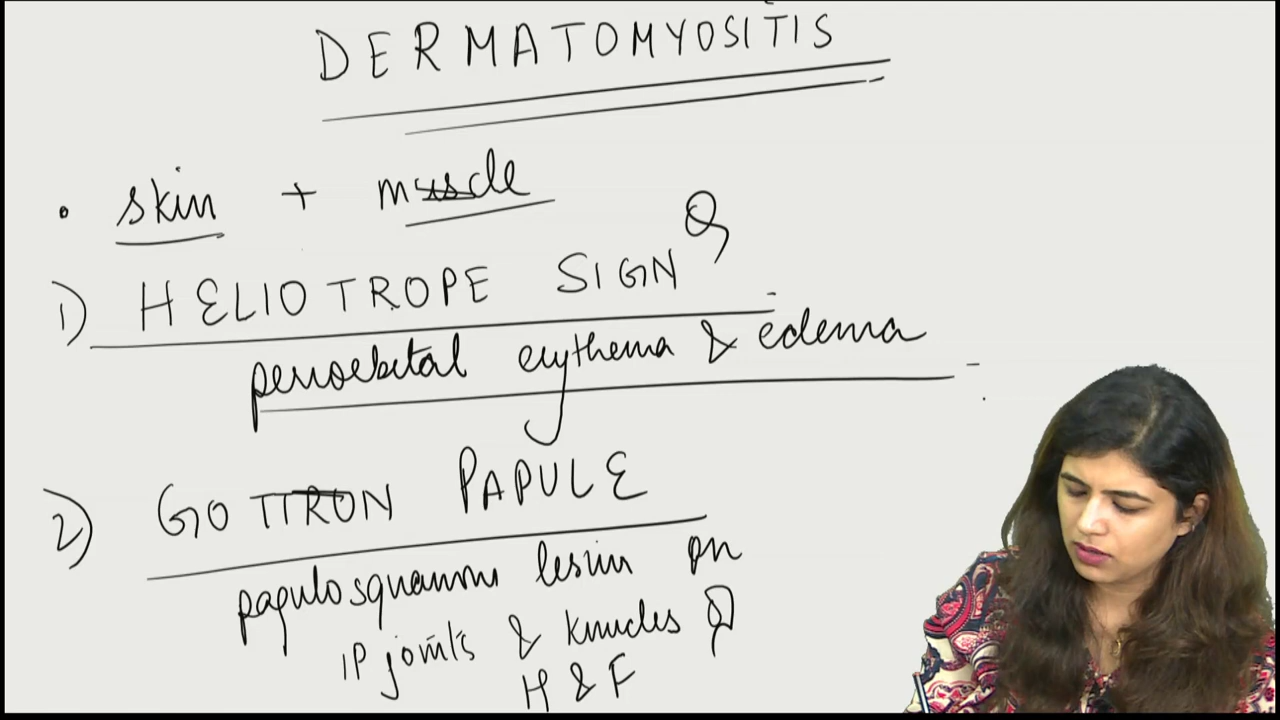 DERMATOMYOSITIS
• skin + muscle
1) HELIOTROPE SIGN Q
periorbital erythema & edema
2) GOTTRON PAPULE
papulosquamous lesion on
IP joints & knuckles Q
H & F